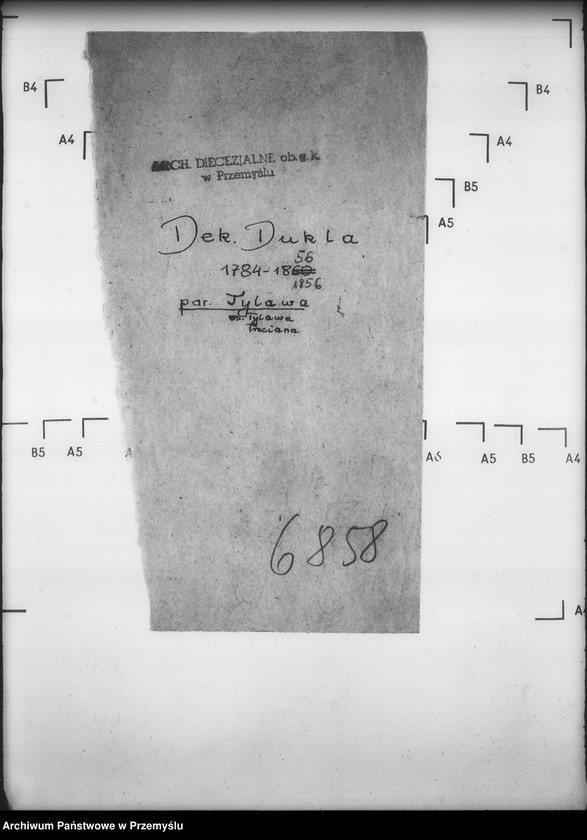 B4
B4
A4
A4
ARCH. DIECEZJALNE ob. g. k.
w Przemyślu
B5
A5
Dek. Dukla
56
1784-1860
1856
par. Tylawa
Tylawa
Trzciana
B5
A5
A
A6
A5
B5
A4
6858
A4
Archiwum Państwowe w Przemyślu